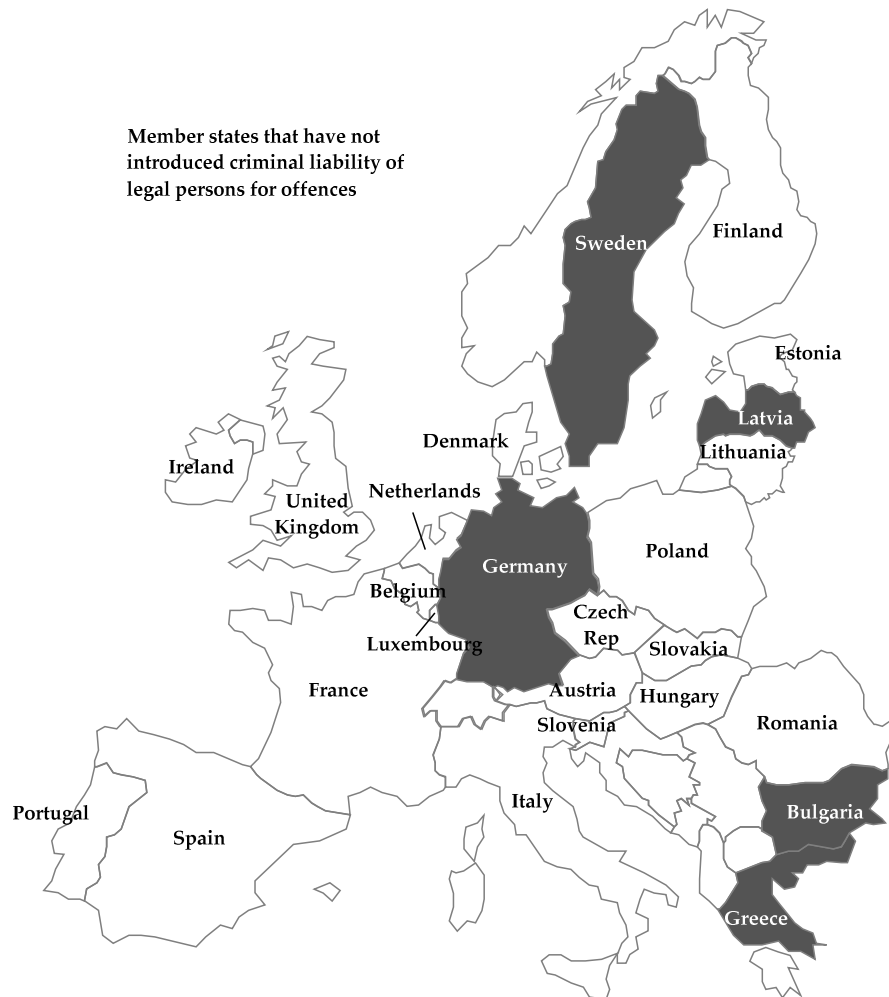 Member states that have not
introduced criminal liability of
legal persons for offences
Sweden
Finland
Estonia
Latvia
Denmark
Lithuania
Ireland
Netherlands
United
Kingdom
Poland
Germany
Belgium
Czech
Rep
Luxembourg
Slovakia
France
Austria
Hungary
Slovenia
Romania
Italy
Portugal
Bulgaria
Spain
Greece